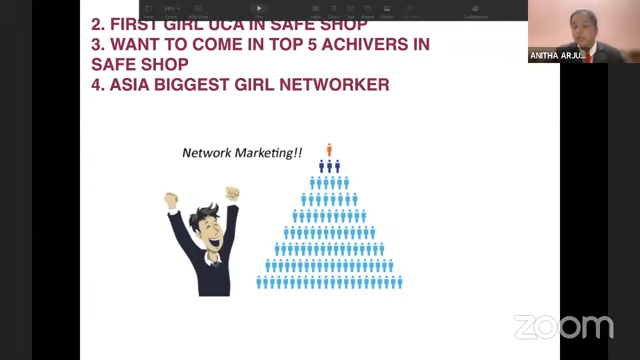 2. FIRST GIRL UCA IN SAFE SHOP
3. WANT TO COME IN TOP 5 ACHIVERS IN
SAFE SHOP
4. ASIA BIGGEST GIRL NETWORKER
Network Marketing!!
ANITHA ARJU...
zoom